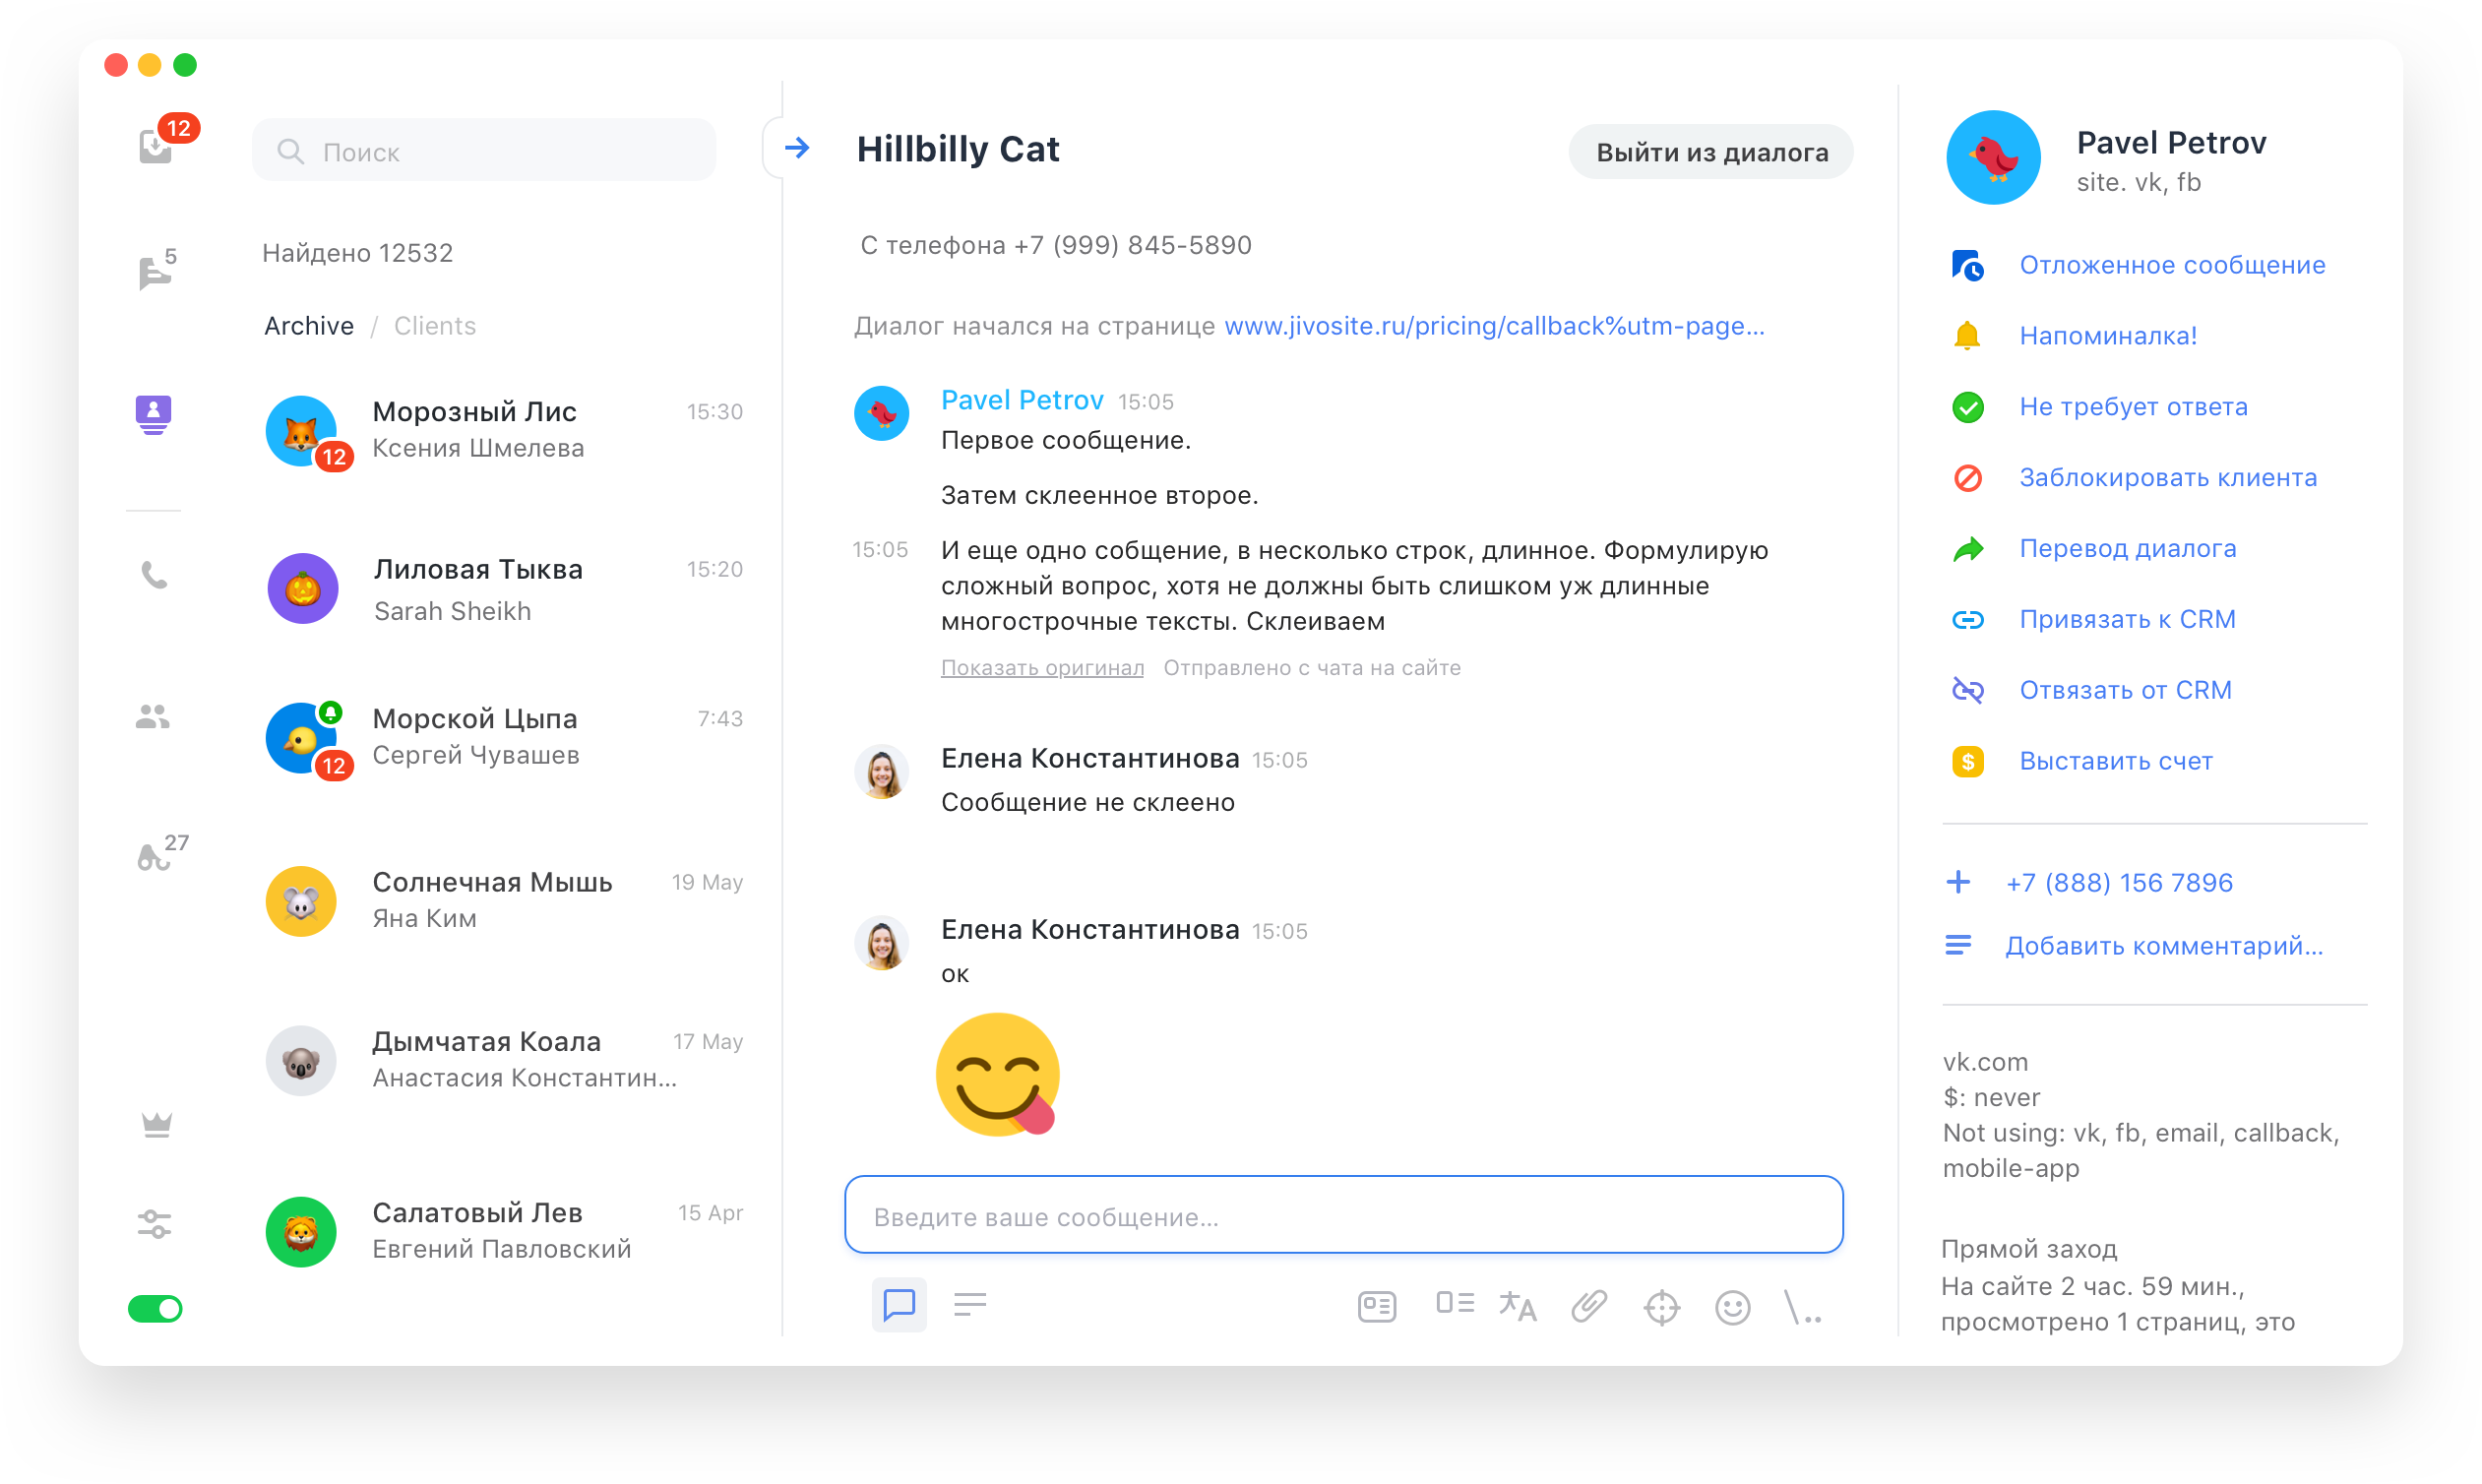 12
5
27
Поиск
Найдено 12532
Archive / Clients
Морозный Лис 15:30
Ксения Шмелева
12
Лиловая Тыква 15:20
Sarah Sheikh
Морской Цыпа 7:43
Сергей Чувашев
12
Солнечная Мышь 19 May
Яна Ким
Дымчатая Коала 17 May
Анастасия Константин...
Салатовый Лев 15 Apr
Евгений Павловский
Hillbilly Cat
Выйти из диалога
С телефона +7 (999) 845-5890
Диалог начался на странице www.jivosite.ru/pricing/callback%utm-page...
Pavel Petrov 15:05
Первое сообщение.
Затем склеенное второе.
15:05 И еще одно собщение, в несколько строк, длинное. Формулирую
сложный вопрос, хотя не должны быть слишком уж длинные
многострочные тексты. Склеиваем
Показать оригинал Отправлено с чата на сайте
Елена Константинова 15:05
Сообщение не склеено
Елена Константинова 15:05
ок
Введите ваше сообщение...
Pavel Petrov
site. vk, fb
Отложенное сообщение
Напоминалка!
Не требует ответа
Заблокировать клиента
Перевод диалога
Привязать к CRM
Отвязать от CRM
$ Выставить счет
+7 (888) 156 7896
Добавить комментарий...
vk.com
$: never
Not using: vk, fb, email, callback,
mobile-app
Прямой заход
На сайте 2 час. 59 мин.,
просмотрено 1 страниц, это